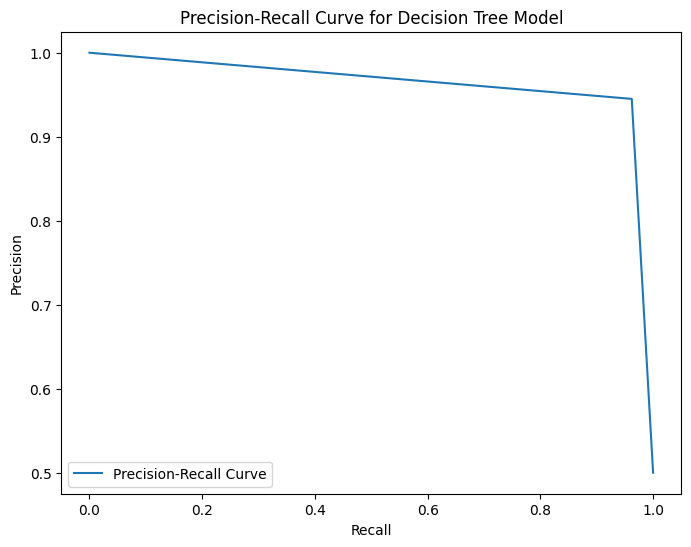 Precision-Recall Curve for Decision Tree Model
1.0
0.9
0.8
0.7
0.6
0.5
Precision
Precision-Recall Curve
0.0 0.2 0.4 0.6 0.8 1.0
Recall